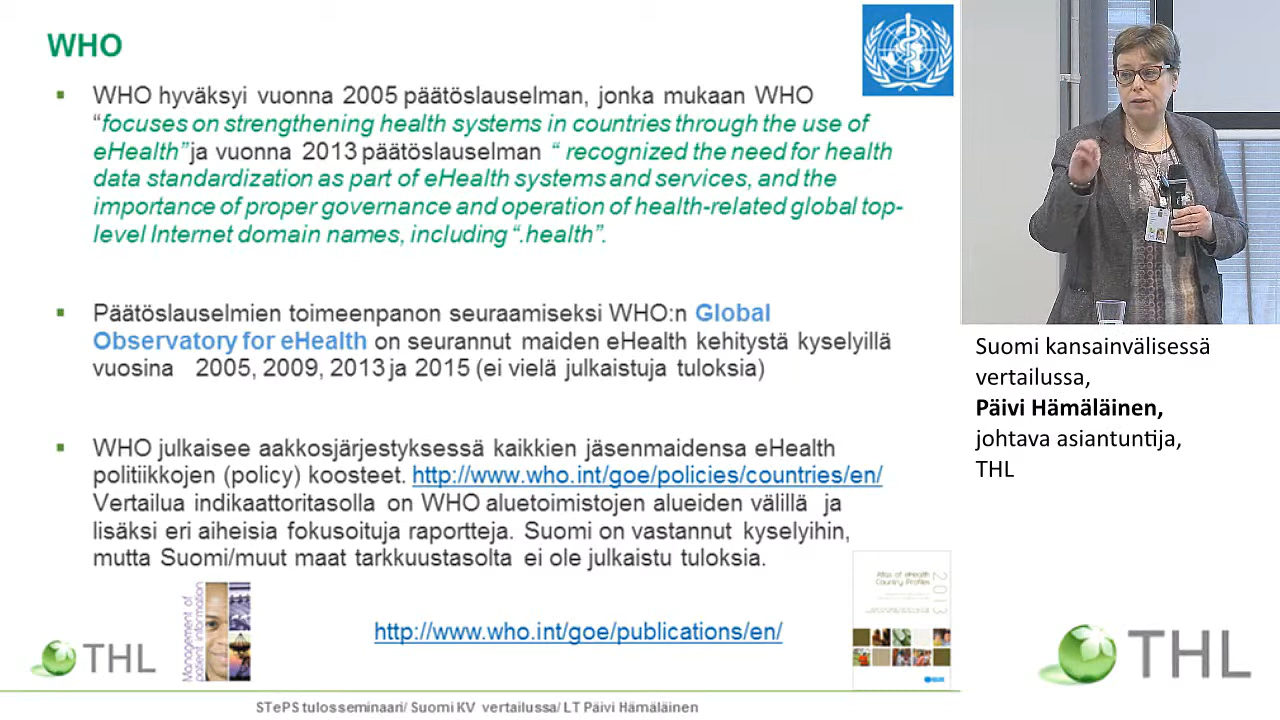 WHO
▪ WHO hyväksyi vuonna 2005 päätöslauselman, jonka mukaan WHO
“focuses on strengthening health systems in countries through the use of
eHealth” ja vuonna 2013 päätöslauselman “ recognized the need for health
data standardization as part of eHealth systems and services, and the
importance of proper governance and operation of health-related global top-
level Internet domain names, including “.health”.
▪ Päätöslauselmien toimeenpanon seuraamiseksi WHO:n Global
Observatory for eHealth on seurannut maiden eHealth kehitystä kyselyillä
vuosina 2005, 2009, 2013 ja 2015 (ei vielä julkaistuja tuloksia)
▪ WHO julkaisee aakkosjärjestyksessä kaikkien jäsenmaidensa eHealth
politiikkojen (policy) koosteet. http://www.who.int/goe/policies/countries/en/
Vertailua indikaattoritasolla on WHO aluetoimistojen alueiden välillä ja
lisäksi eri aiheisia fokusoituja raportteja. Suomi on vastannut kyselyihin,
mutta Suomi/muut maat tarkkuustasolta ei ole julkaistu tuloksia.
Management of
patient information
http://www.who.int/goe/publications/en/
Atlas of eHealth
Country Profiles
2013
THL
STePS tulosseminaari/ Suomi KV vertailussa/ LT Päivi Hämäläinen
Suomi kansainvälisessä
vertailussa,
Päivi Hämäläinen,
johtava asiantuntija,
THL
THL